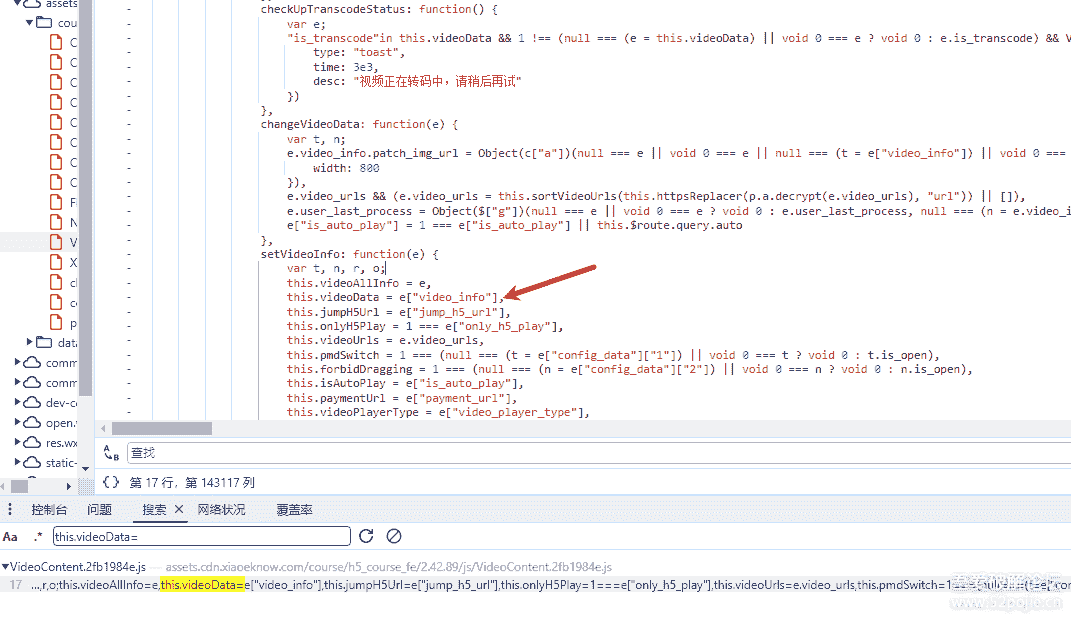 assets
cou
C
C
C
C
C
C
C
C
F
N
V
X
cl
co
p
data
comm
comm
dev-co
open.
res.wx
static-
checkUpTranscodeStatus: function() {
var e;
"is_transcode"in this.videoData && 1 !== (null === (e = this.videoData) || void 0 === e ? void 0 : e.is_transcode) && V
type: "toast",
time: 3e3,
desc: "视频正在转码中，请稍后再试"
})
},
changeVideoData: function(e) {
var t, n;
e.video_info.patch_img_url = Object(c["a"])(null === e || void 0 === e || null === (t = e["video_info"]) || void 0 ===
width: 800
}),
e.video_urls && (e.video_urls = this.sortVideoUrls(this.httpsReplacer(p.a.decrypt(e.video_urls), "url")) || []),
e.user_last_process = Object($["g"])(null === e || void 0 === e ? void 0 : e.user_last_process, null === (n = e.video_i
e["is_auto_play"] = 1 === e["is_auto_play"] || this.$route.query.auto
},
setVideoInfo: function(e) {
var t, n, r, o;
this.videoAllInfo = e,
this.videoData = e["video_info"],
this.jumpH5Url = e["jump_h5_url"],
this.onlyH5Play = 1 === e["only_h5_play"],
this.videoUrls = e.video_urls,
this.pmdSwitch = 1 === (null === (t = e["config_data"]["1"]) || void 0 === t ? void 0 : t.is_open),
this.forbidDragging = 1 === (null === (n = e["config_data"]["2"]) || void 0 === n ? void 0 : n.is_open),
this.isAutoPlay = e["is_auto_play"],
this.paymentUrl = e["payment_url"],
this.videoPlayerType = e["video_player_type"],
查找
{} 第 17 行，第 143117 列
控制台 问题 搜索 × 网络状况 覆盖率
Aa .* this.videoData=
VideoContent.2fb1984e.js — assets.cdn.xiaoeknow.com/course/h5_course_fe/2.42.89/js/VideoContent.2fb1984e.js
17 ...,r,o;this.videoAllInfo=e,this.videoData=e["video_info"],this.jumpH5Url=e["jump_h5_url"],this.onlyH5Play=1===e["only_h5_play"],this.videoUrls=e.video_urls,this.pmdSwitch=1===
吾爱破解论坛
www.52pojie.cn